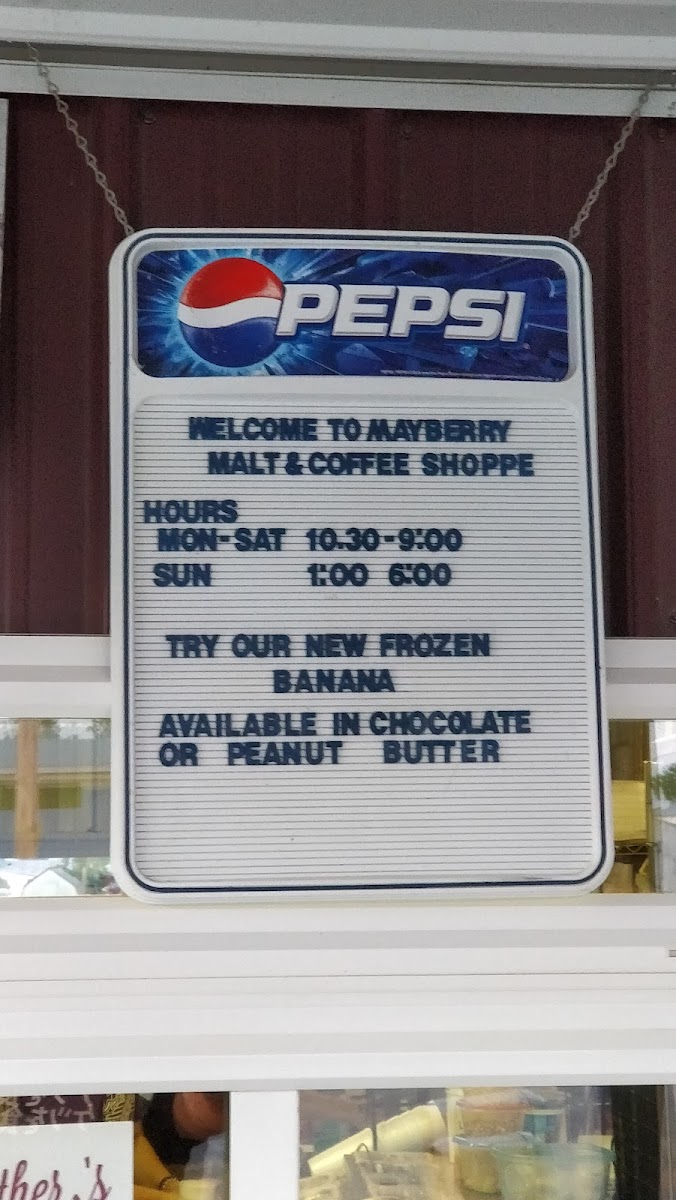 PEPSI
WELCOME TO MAYBERRY
MALT & COFFEE SHOPPE
HOURS
MON-SAT 10.30-9:00
SUN 1:00 6:00
TRY OUR NEW FROZEN
BANANA
AVAILABLE IN CHOCOLATE
OR PEANUT BUTTER